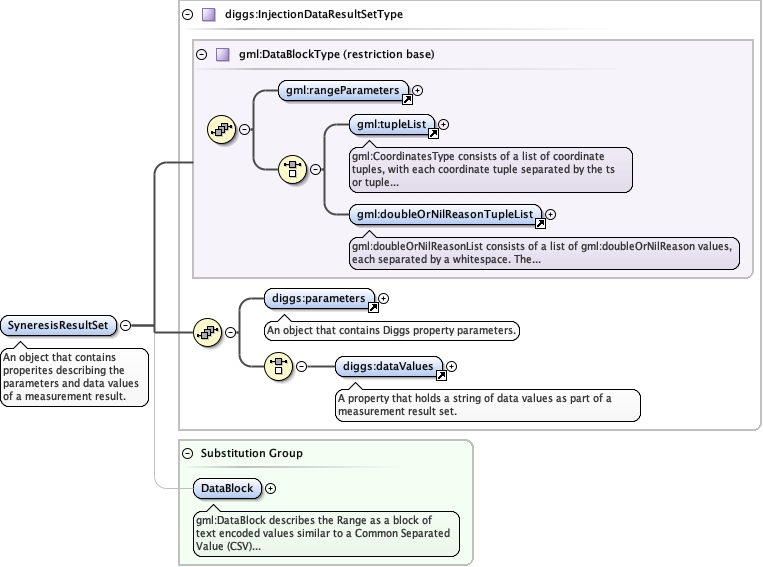 diggs:InjectionDataResultSetType
gml:DataBlockType (restriction base)
gml:rangeParameters
gml:tupleList
gml:CoordinatesType consists of a list of coordinate
tuples, with each coordinate tuple separated by the ts
or tuple...
gml:doubleOrNilReasonTupleList
gml:doubleOrNilReasonList consists of a list of gml:doubleOrNilReason values,
each separated by a whitespace. The...
SyneresisResultSet
An object that contains
properites describing the
parameters and data values
of a measurement result.
diggs:parameters
An object that contains Diggs property parameters.
diggs:dataValues
A property that holds a string of data values as part of a
measurement result set.
Substitution Group
DataBlock
gml:DataBlock describes the Range as a block of
text encoded values similar to a Common Separated
Value (CSV)...